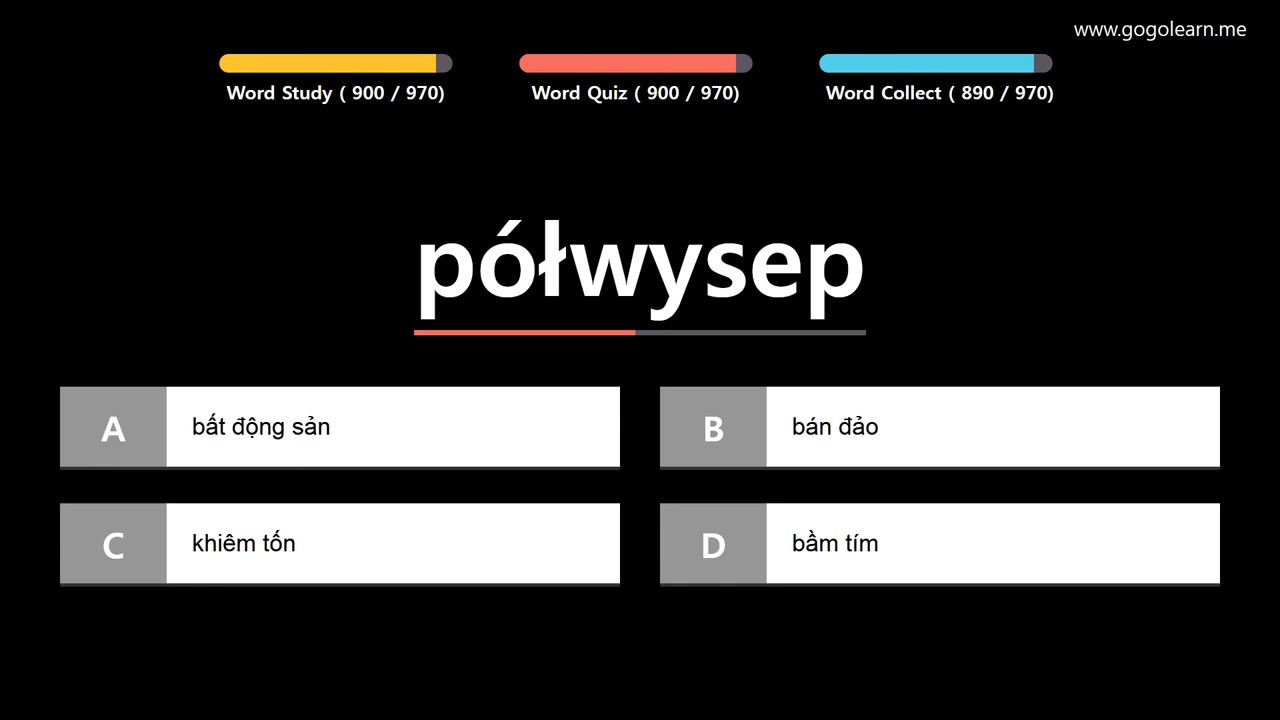 www.gogolearn.me
Word Study ( 900 / 970)
Word Quiz ( 900 / 970)
Word Collect ( 890 / 970)
półwysep
A bất động sản
B bán đảo
C khiêm tốn
D bầm tím